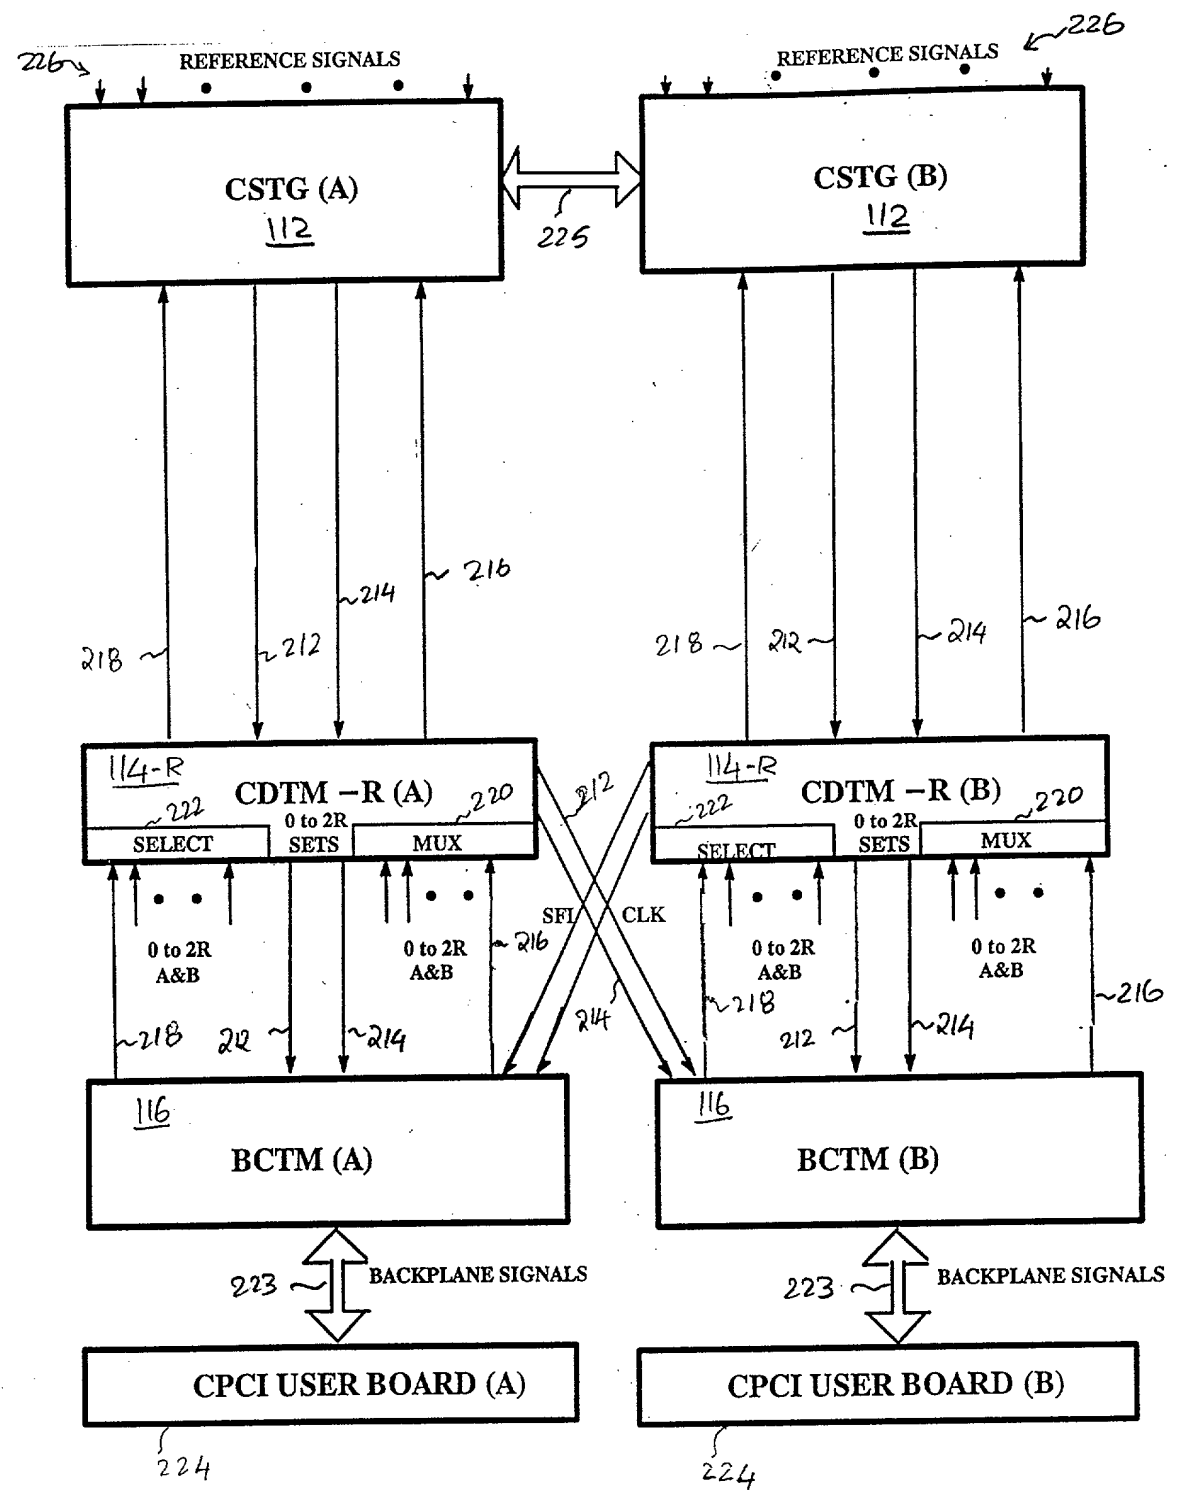 226
REFERENCE SIGNALS
226
REFERENCE SIGNALS
CSTG (A)
112
CSTG (B)
112
225
218
212
214
216
218
212
214
216
114-R
CDTM –R (A)
222
220
0 to 2R
SELECT
SETS
MUX
212
114-R
CDTM –R (B)
222
220
0 to 2R
SELECT
SETS
MUX
SFI
CLK
0 to 2R
A&B
0 to 2R
A&B
216
0 to 2R
A&B
0 to 2R
A&B
218
212
214
214
218
212
214
216
116
BCTM (A)
116
BCTM (B)
223
BACKPLANE SIGNALS
223
BACKPLANE SIGNALS
CPCI USER BOARD (A)
CPCI USER BOARD (B)
224
224